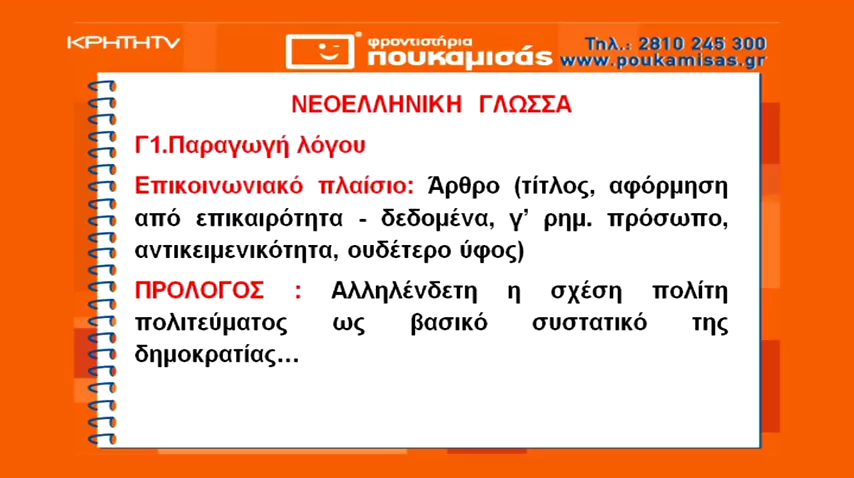 ΚΡΗΤΗTV
φροντιστήρια
πουκαμισάς
Τηλ.: 2810 245 300
www.poukamisas.gr
ΝΕΟΕΛΛΗΝΙΚΗ ΓΛΩΣΣΑ
Γ1.Παραγωγή λόγου
Επικοινωνιακό πλαίσιο: Άρθρο (τίτλος, αφόρμηση
από επικαιρότητα - δεδομένα, γ’ ρημ. πρόσωπο,
αντικειμενικότητα, ουδέτερο ύφος)
ΠΡΟΛΟΓΟΣ : Αλληλένδετη η σχέση πολίτη
πολιτεύματος ως βασικό συστατικό της
δημοκρατίας...